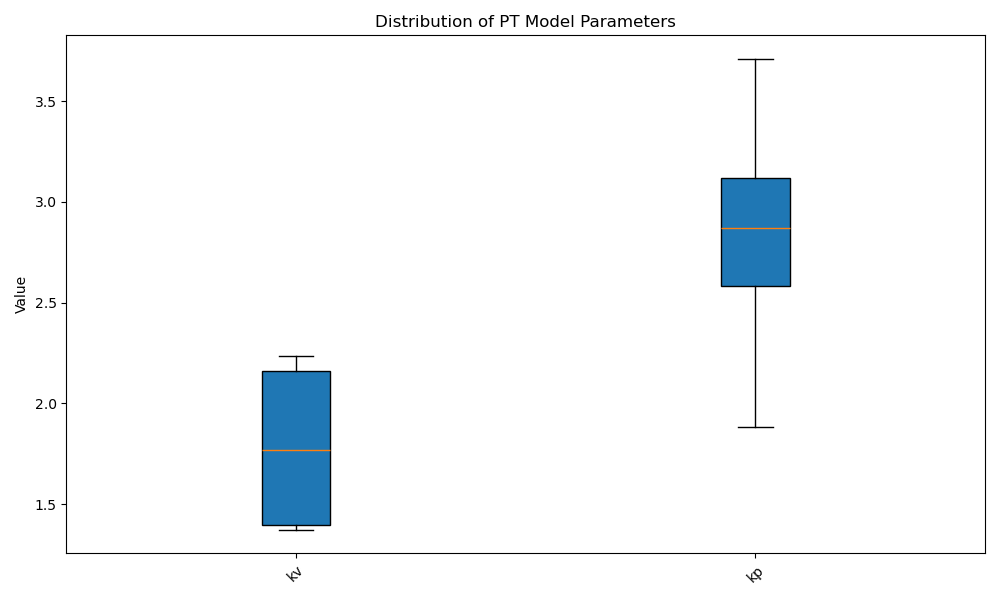 Distribution of PT Model Parameters
3.5
3.0
2.5
2.0
1.5
Value
kv
kp